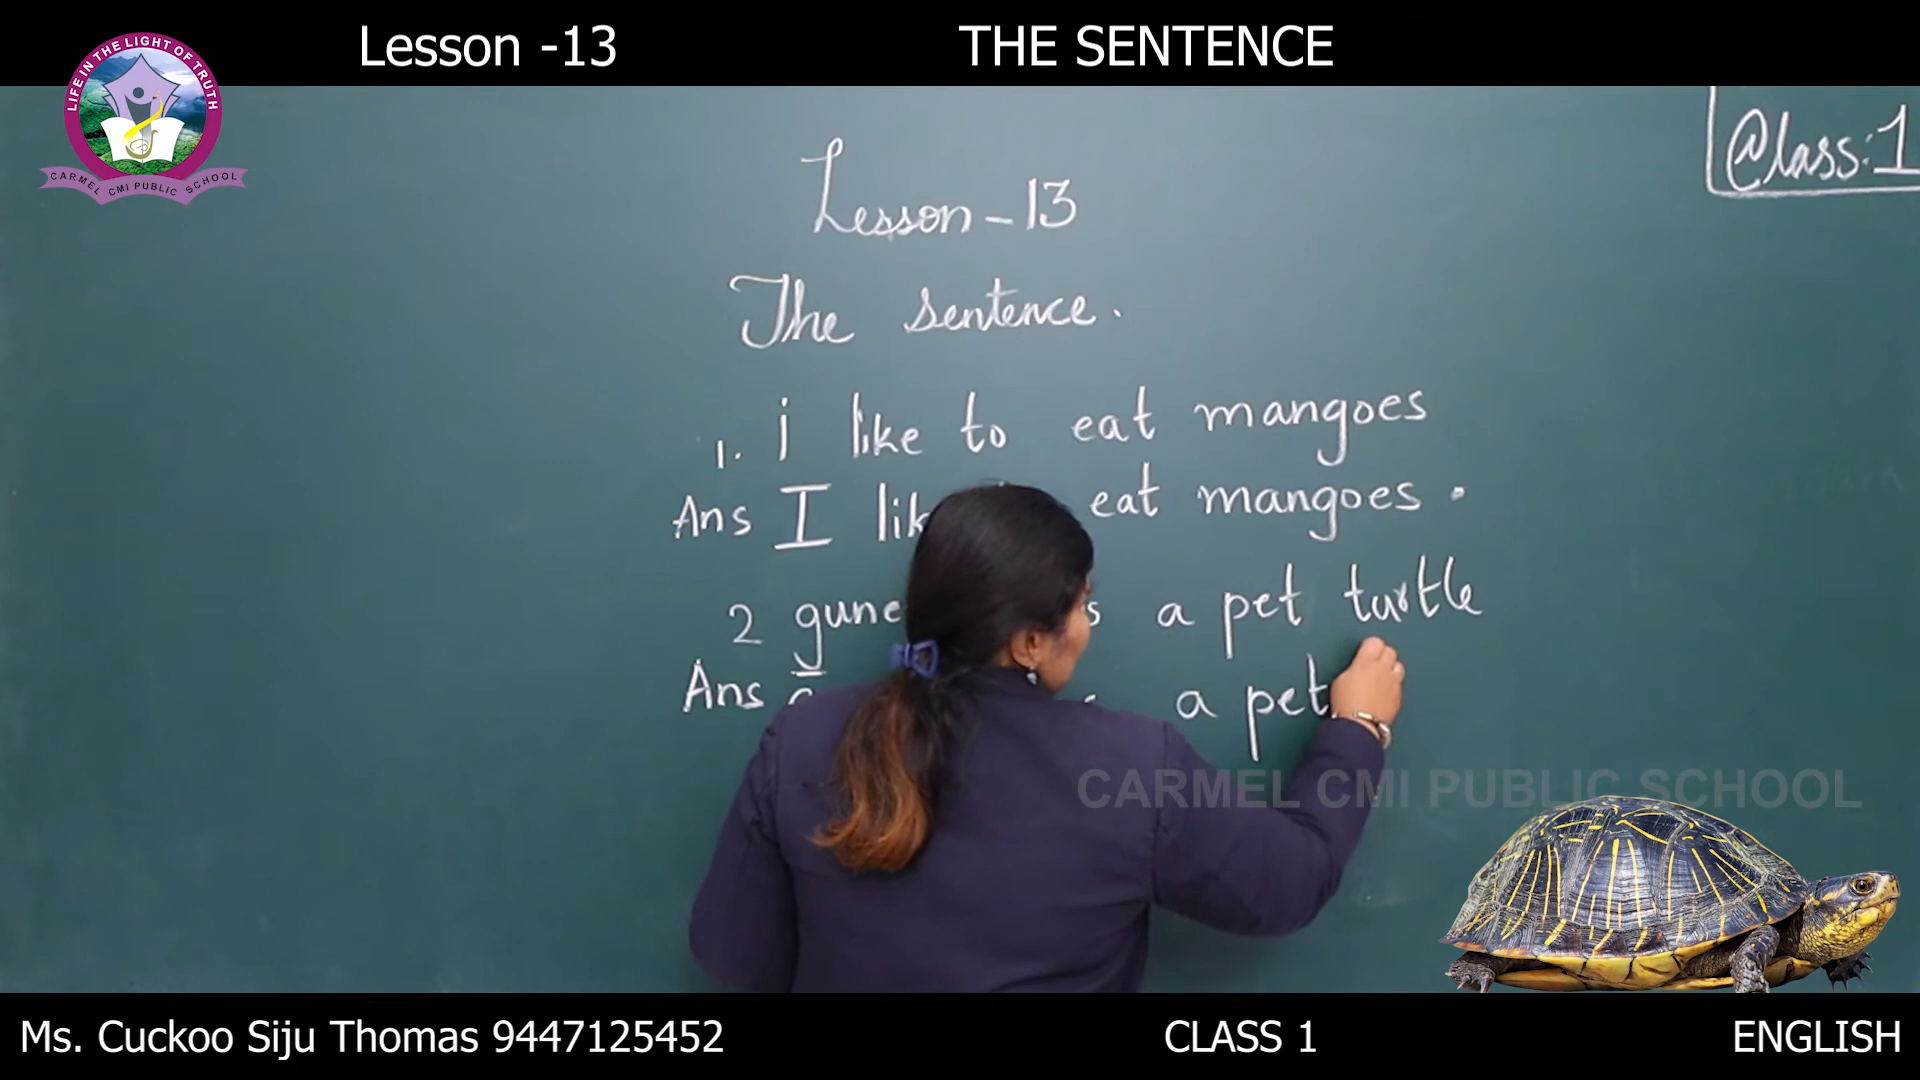 Lesson -13
THE SENTENCE
LIFE IN THE LIGHT OF TRUTH
CARMEL CMI PUBLIC SCHOOL
Class:1
Lesson - 13
The sentence.
1. i like to eat mangoes
Ans I eat mangoes.
2 a pet turtle
Ans a pet
CARMEL CMI PUBLIC SCHOOL
Ms. Cuckoo Siju Thomas 9447125452
CLASS 1
ENGLISH